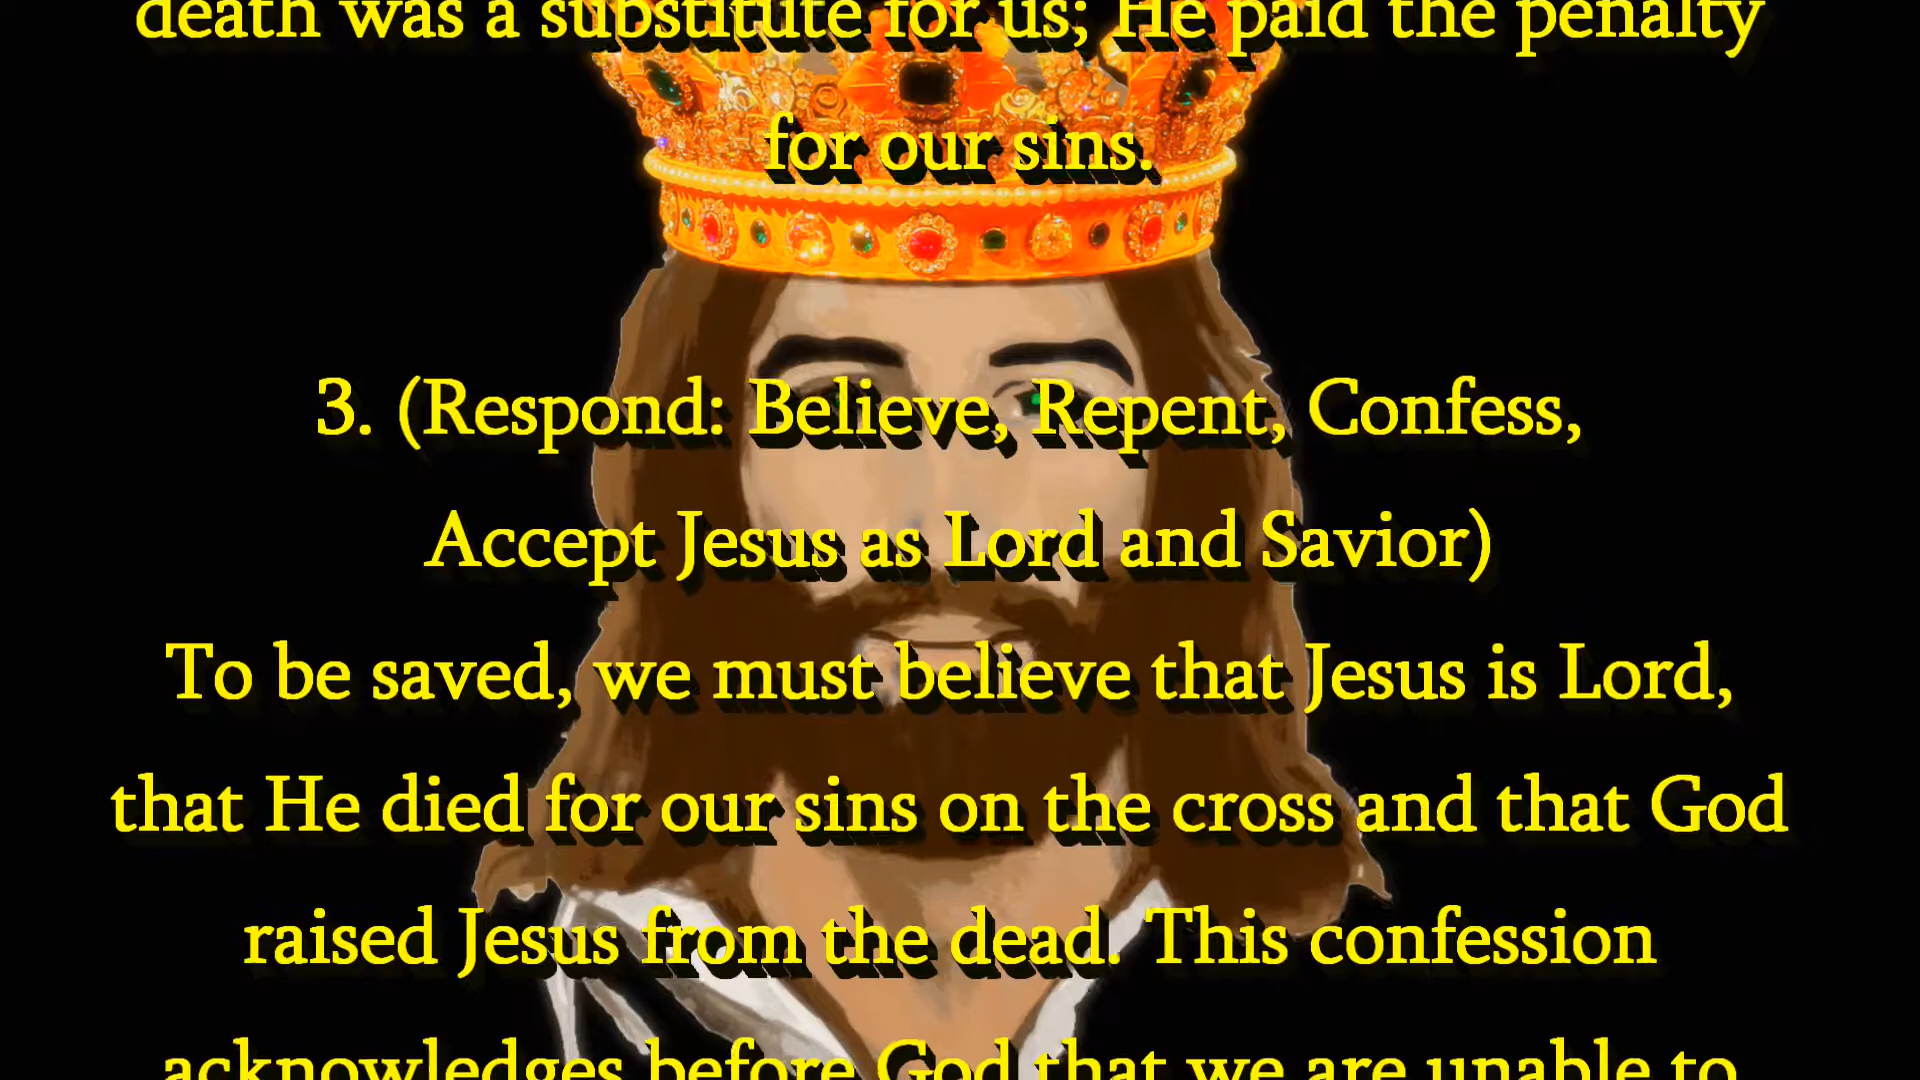 death was a substitute for us; He paid the penalty
for our sins.
3. (Respond: Believe, Repent, Confess,
Accept Jesus as Lord and Savior)
To be saved, we must believe that Jesus is Lord,
that He died for our sins on the cross and that God
raised Jesus from the dead. This confession
acknowledges before God that we are unable to